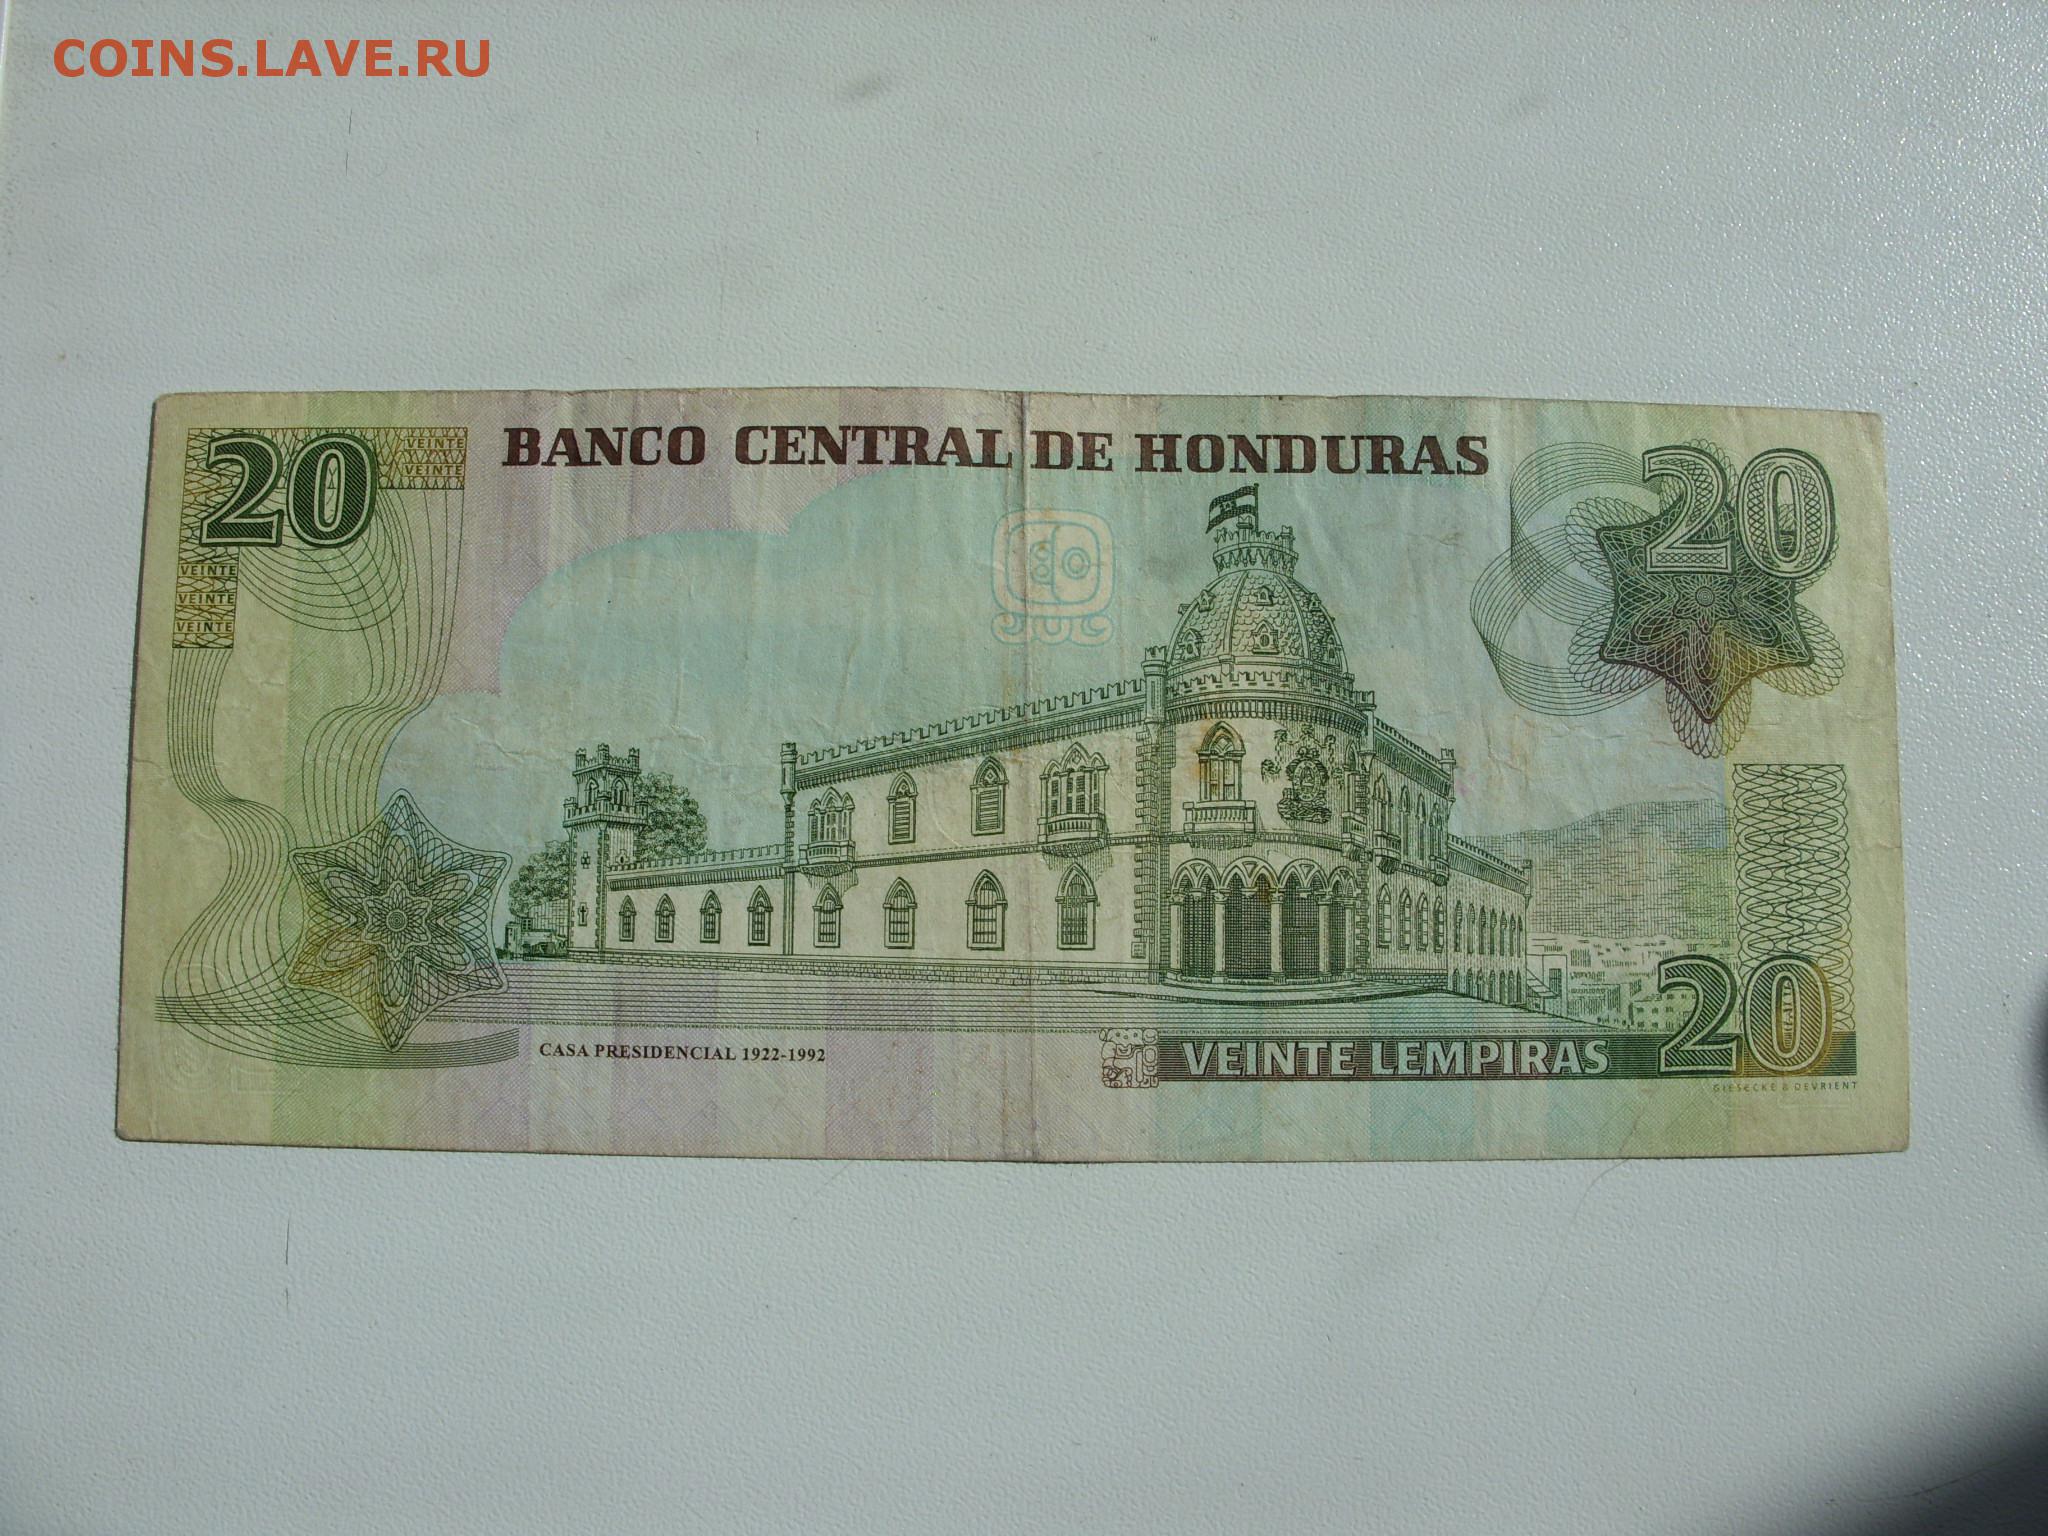 COINS.LAVE.RU
BANCO CENTRAL DE HONDURAS
20
VEINTE
VEINTE
20
VEINTE
VEINTE
VEINTE
CASA PRESIDENCIAL 1922-1992
VEINTE LEMPIRAS
20
GIESECKE & DEVRIENT